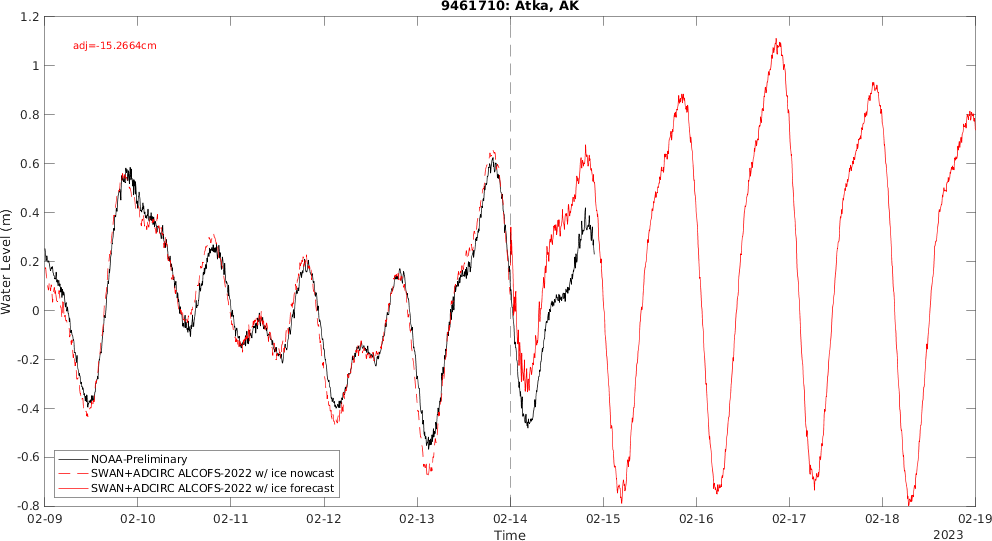 9461710: Atka, AK
adj=-15.2664cm
Water Level (m)
1.2
1
0.8
0.6
0.4
0.2
0
-0.2
-0.4
-0.6
-0.8
NOAA-Preliminary
SWAN+ADCIRC ALCOFS-2022 w/ ice nowcast
SWAN+ADCIRC ALCOFS-2022 w/ ice forecast
02-09 02-10 02-11 02-12 02-13 02-14 02-15 02-16 02-17 02-18 02-19
Time
2023